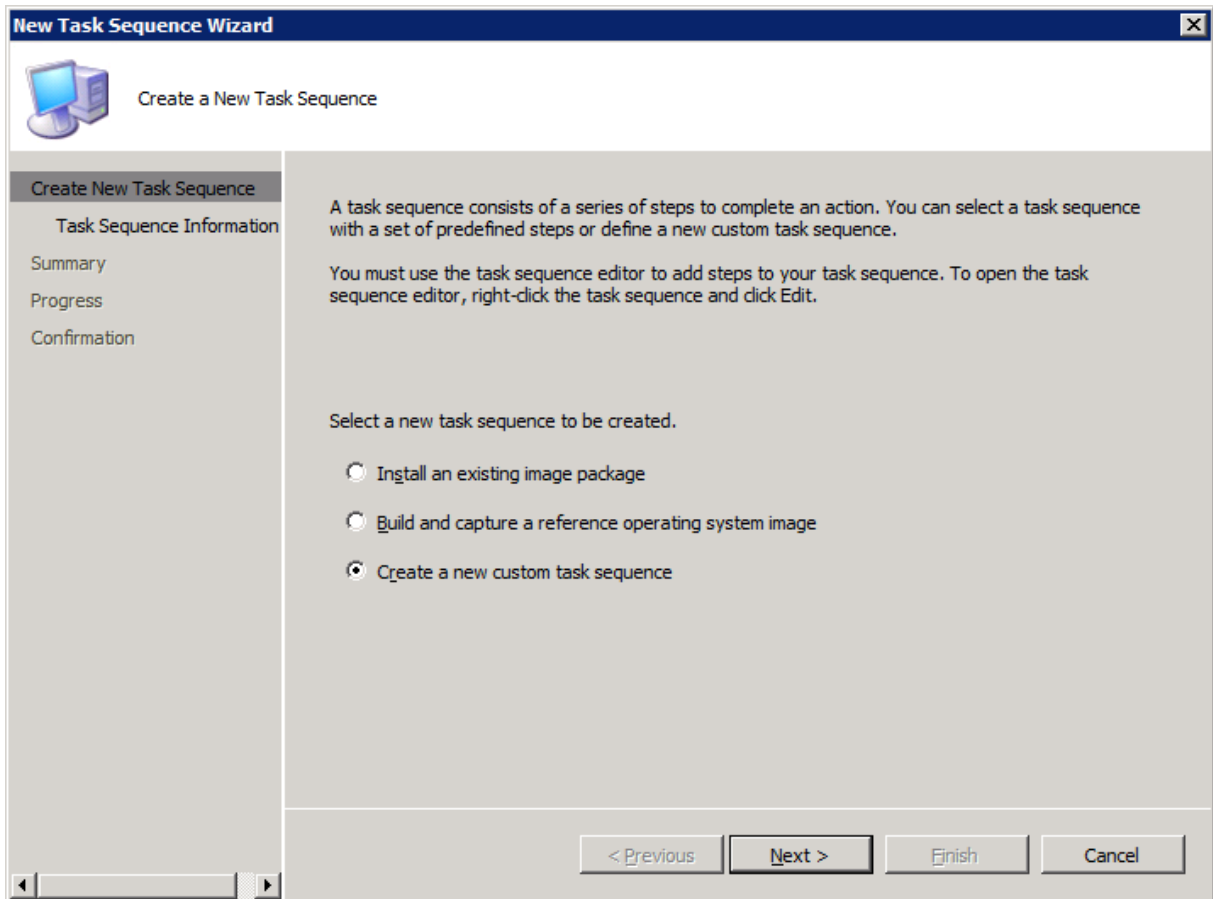 New Task Sequence Wizard
Create a New Task Sequence
Create New Task Sequence
Task Sequence Information
Summary
Progress
Confirmation
A task sequence consists of a series of steps to complete an action. You can select a task sequence
with a set of predefined steps or define a new custom task sequence.
You must use the task sequence editor to add steps to your task sequence. To open the task
sequence editor, right-click the task sequence and click Edit.
Select a new task sequence to be created.
Install an existing image package
Build and capture a reference operating system image
Create a new custom task sequence
< Previous
Next >
Finish
Cancel